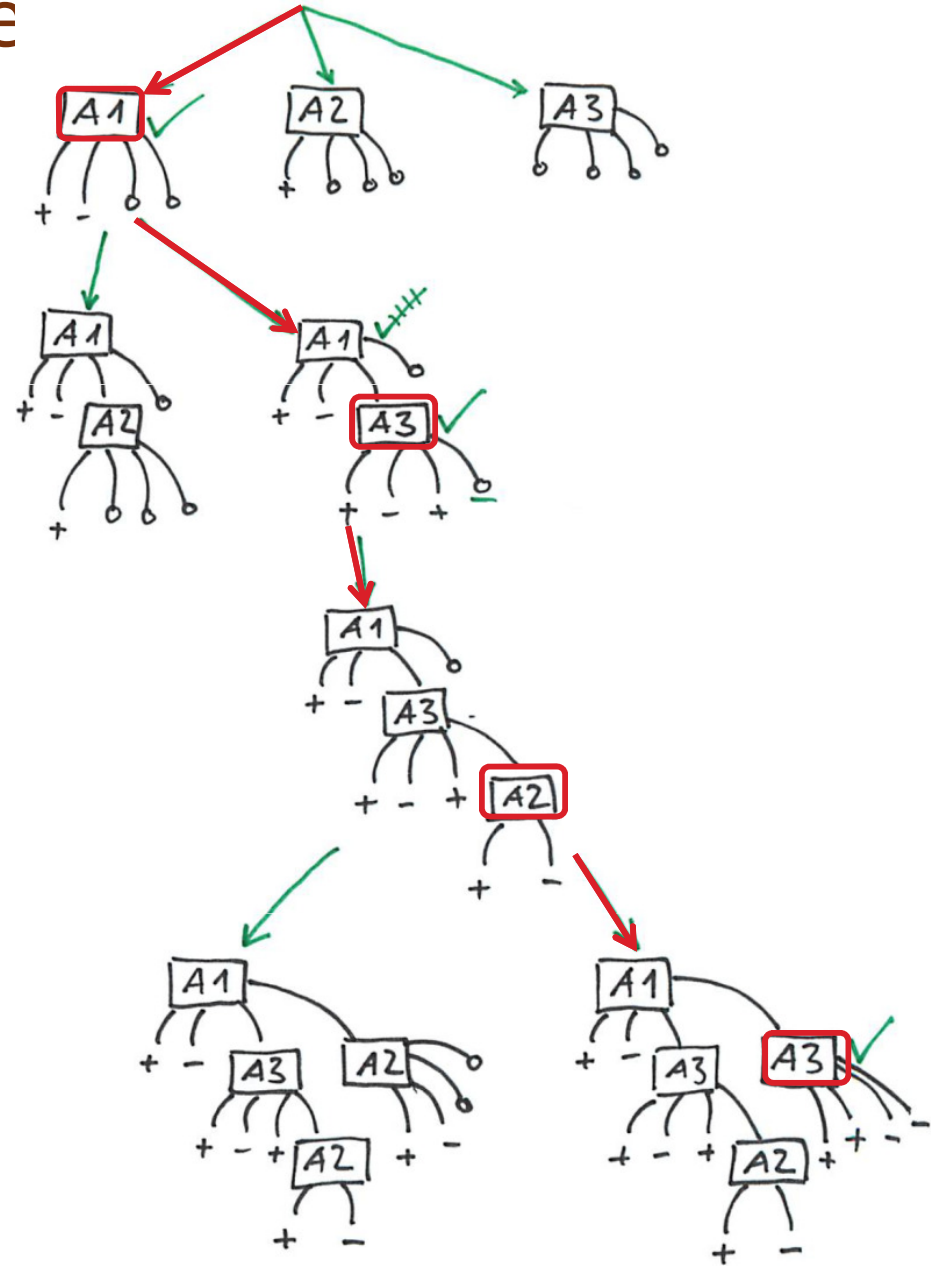 e
A1 A2 A3
+
+ -
A1 A1
+ - + -
A2 A3
+ - +
+
A1
+ -
A3
+ - +
A2
+ -
A1 A1
+ - A3 A2 + - A3 A3
+ - + + - + - + + + - -
A2 A2
+ - + -